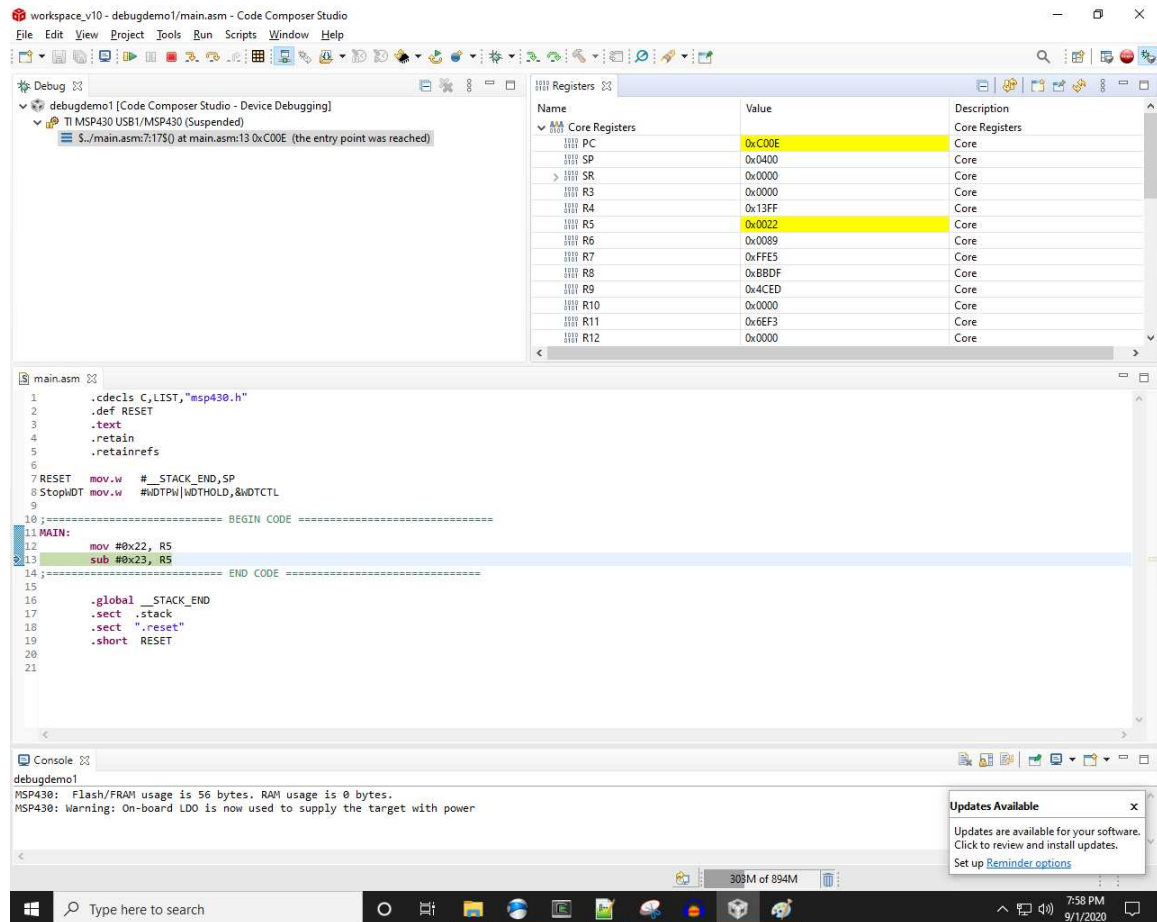 workspace_v10 - debugdemo1/main.asm - Code Composer Studio
File Edit View Project Tools Run Scripts Window Help
Debug
debugdemo1 [Code Composer Studio - Device Debugging]
TI MSP430 USB1/MSP430 (Suspended)
$../main.asm:7:17$() at main.asm:13 0xC00E (the entry point was reached)
Registers
Name Value Description
Core Registers Core Registers
PC 0xC00E Core
SP 0x0400 Core
SR 0x0000 Core
R3 0x0000 Core
R4 0x13FF Core
R5 0x0022 Core
R6 0x0089 Core
R7 0xFFE5 Core
R8 0xBBDF Core
R9 0x4CED Core
R10 0x0000 Core
R11 0x6EF3 Core
R12 0x0000 Core
main.asm
1 .cdecls C,LIST,"msp430.h"
2 .def RESET
3 .text
4 .retain
5 .retainrefs
6
7 RESET mov.w #__STACK_END,SP
8 StopWDT mov.w #WDTPW|WDTHOLD,&WDTCTL
9
10 ;============================ BEGIN CODE ===============================
11 MAIN:
12 mov #0x22, R5
13 sub #0x23, R5
14 ;============================ END CODE ===============================
15
16 .global __STACK_END
17 .sect .stack
18 .sect ".reset"
19 .short RESET
20
21
Console
debugdemo1
MSP430: Flash/FRAM usage is 56 bytes. RAM usage is 0 bytes.
MSP430: Warning: On-board LDO is now used to supply the target with power
Updates Available x
Updates are available for your software.
Click to review and install updates.
Set up Reminder options
303M of 894M
Type here to search
7:58 PM
9/1/2020